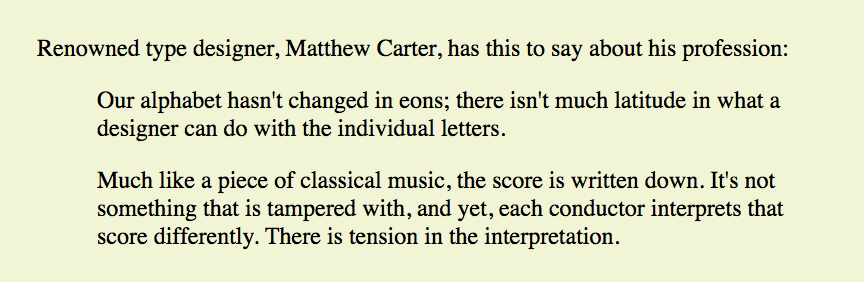 Renowned type designer, Matthew Carter, has this to say about his profession:
Our alphabet hasn't changed in eons; there isn't much latitude in what a
designer can do with the individual letters.
Much like a piece of classical music, the score is written down. It's not
something that is tampered with, and yet, each conductor interprets that
score differently. There is tension in the interpretation.